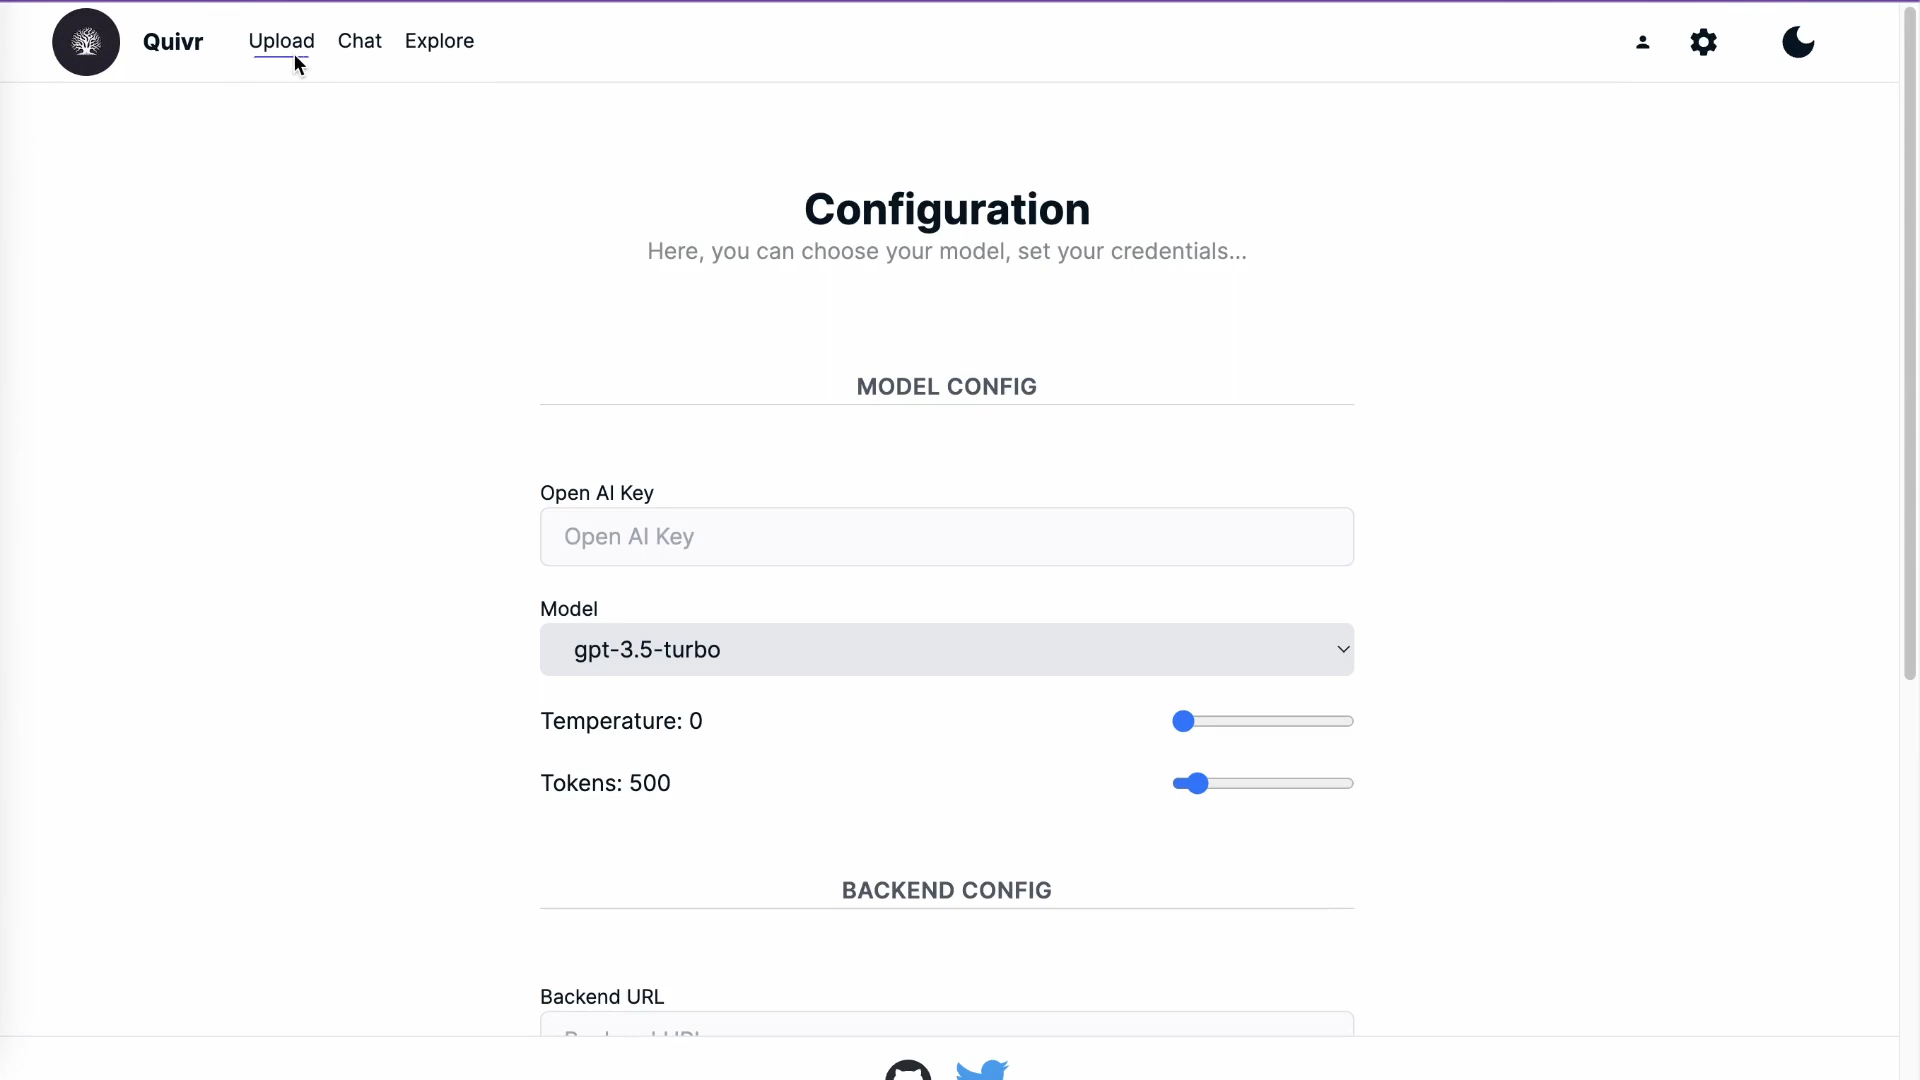 Quivr Upload Chat Explore
Configuration
Here, you can choose your model, set your credentials...
MODEL CONFIG
Open AI Key
Open AI Key
Model
gpt-3.5-turbo
Temperature: 0
Tokens: 500
BACKEND CONFIG
Backend URL